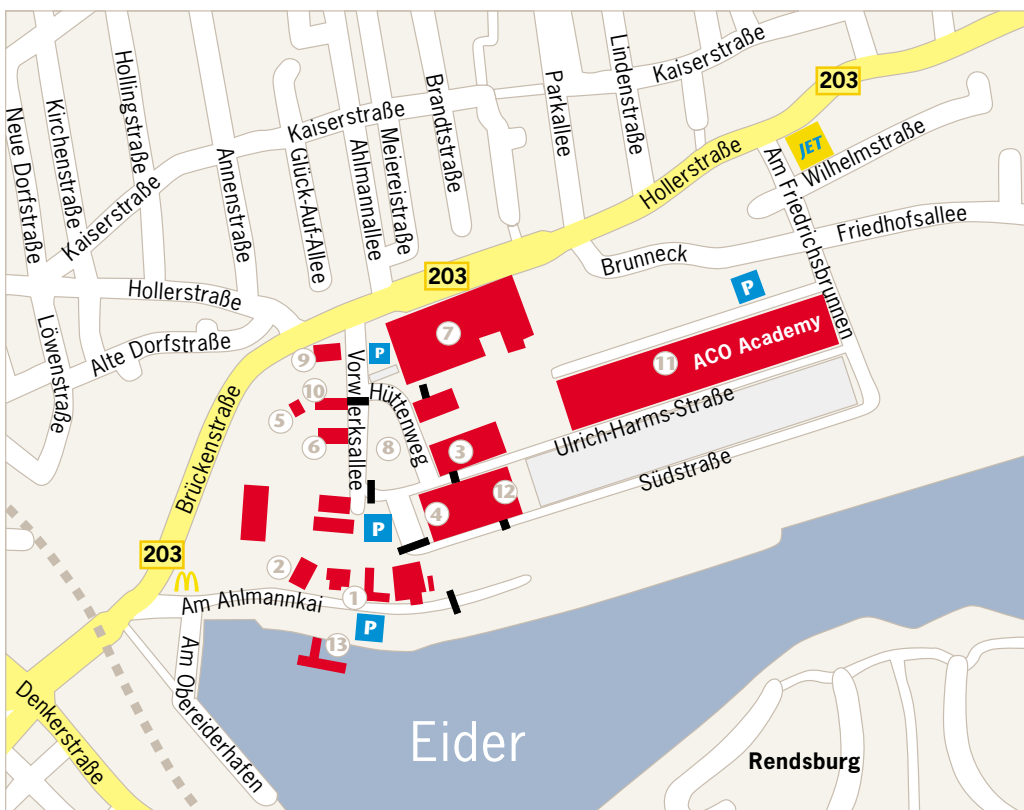 Neue Dorfstraße
Kirchenstraße
Hollingstraße
Kaiserstraße
Annenstraße
Glück-Auf-Allee
Kaiserstraße
Ahlmannallee
Meiereistraße
Brandtstraße
Parkallee
Lindenstraße
Kaiserstraße
203
JET
Wilhelmstraße
Hollerstraße
Am Friedrichsbrunnen
Friedhofsallee
Brunneck
203
Hollerstraße
Löwenstraße
Alte Dorfstraße
P
7
P
9
11
ACO Academy
Vorwerksallee
10
Hüttenweg
5
6
8
3
Ulrich-Harms-Straße
Südstraße
Brückenstraße
12
4
P
203
2
1
Am Ahlmannkai
P
13
Am Obereiderhafen
Denkerstraße
Eider
Rendsburg